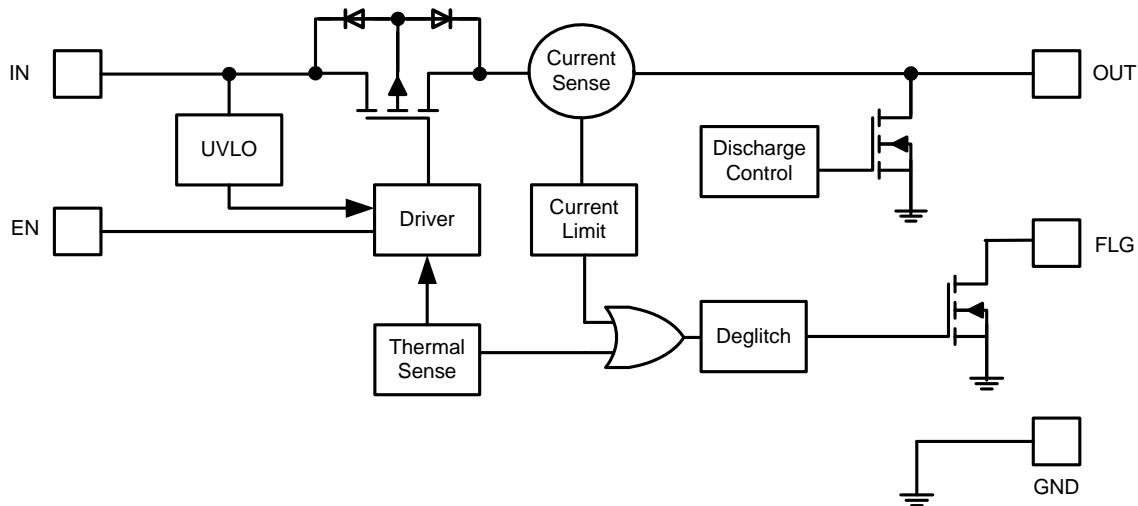 IN
Current
Sense
OUT
UVLO
Discharge
Control
EN
Driver
Current
Limit
FLG
Thermal
Sense
Deglitch
GND